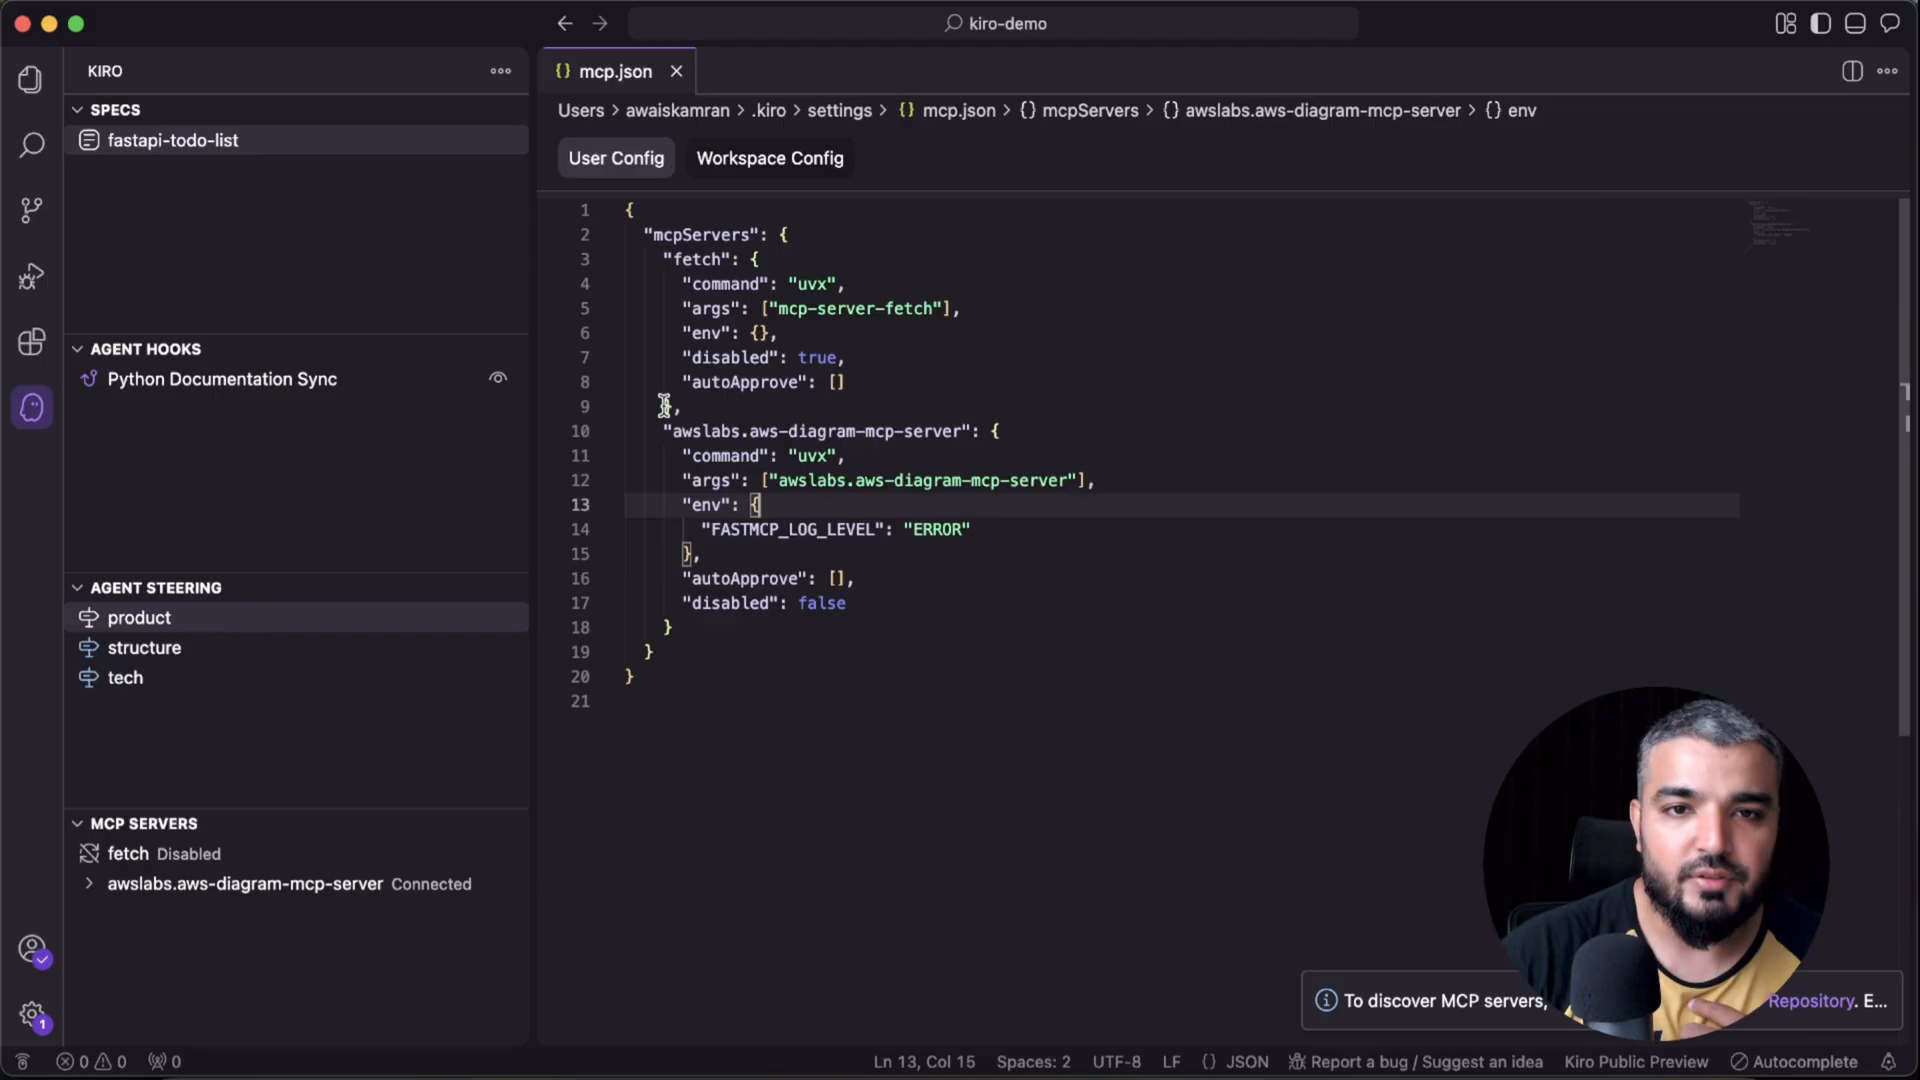 kiro-demo
KIRO
SPECS
fastapi-todo-list
AGENT HOOKS
Python Documentation Sync
AGENT STEERING
product
structure
tech
MCP SERVERS
fetch Disabled
awslabs.aws-diagram-mcp-server Connected
1
mcp.json
Users > awaiskamran > .kiro > settings > {} mcp.json > {} mcpServers > {} awslabs.aws-diagram-mcp-server > {} env
User Config Workspace Config
1 {
2 "mcpServers": {
3 "fetch": {
4 "command": "uvx",
5 "args": ["mcp-server-fetch"],
6 "env": {},
7 "disabled": true,
8 "autoApprove": []
9 },
10 "awslabs.aws-diagram-mcp-server": {
11 "command": "uvx",
12 "args": ["awslabs.aws-diagram-mcp-server"],
13 "env": {
14 "FASTMCP_LOG_LEVEL": "ERROR"
15 },
16 "autoApprove": [],
17 "disabled": false
18 }
19 }
20 }
21
To discover MCP servers, Repository. E...
0 0 0 Ln 13, Col 15 Spaces: 2 UTF-8 LF {} JSON Report a bug / Suggest an idea Kiro Public Preview Autocomplete